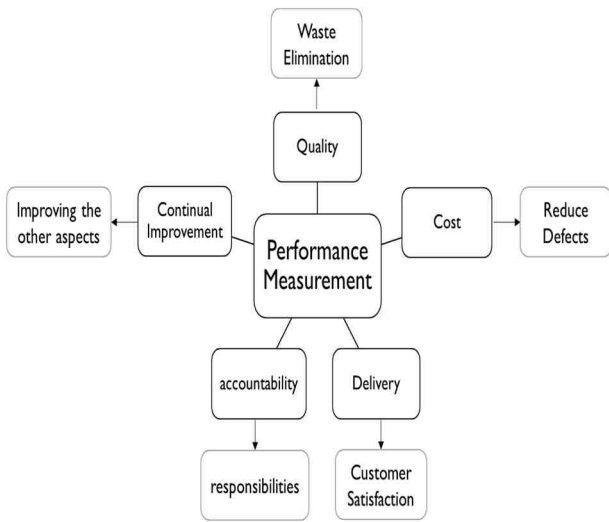 Waste
Elimination
Quality
Improving the
other aspects
Continual
Improvement
Performance
Measurement
Cost
Reduce
Defects
accountability
Delivery
responsibilities
Customer
Satisfaction